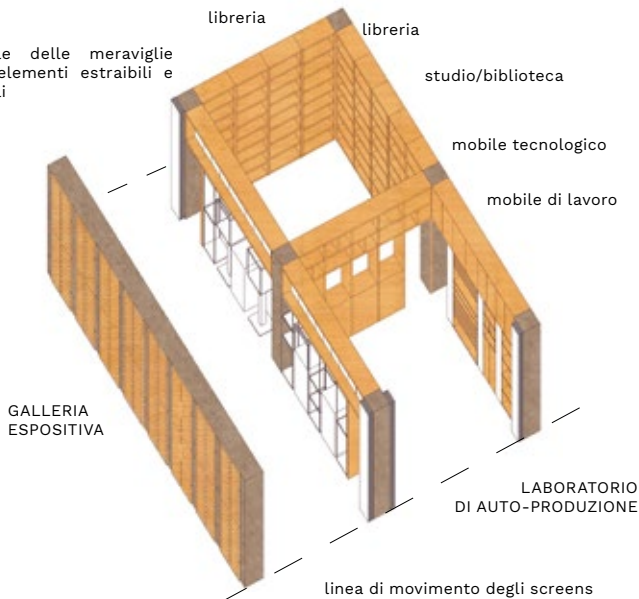 libreria
libreria
delle meraviglie
elementi estraibili e
studio/biblioteca
mobile tecnologico
mobile di lavoro
GALLERIA
ESPOSITIVA
LABORATORIO
DI AUTO-PRODUZIONE
linea di movimento degli screens